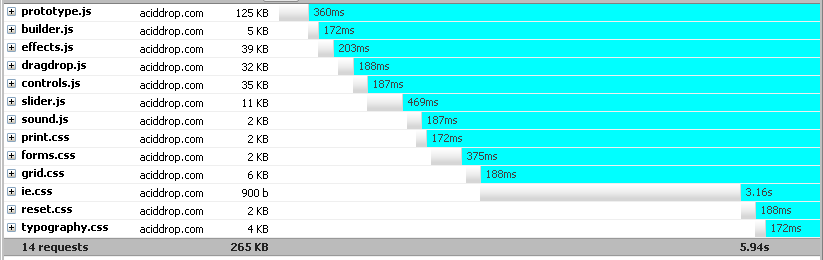 prototype.js acid​drop.com 125 KB 360ms
builder.js aciddrop.com 5 KB 172ms
effects.js aciddrop.com 39 KB 203ms
dragdrop.js aciddrop.com 32 KB 188ms
controls.js aciddrop.com 35 KB 187ms
slider.js aciddrop.com 11 KB 469ms
sound.js aciddrop.com 2 KB 187ms
print.css aciddrop.com 2 KB 172ms
forms.css aciddrop.com 2 KB 375ms
grid.css aciddrop.com 6 KB 188ms
ie.css aciddrop.com 900 b 3.16s
reset.css aciddrop.com 2 KB 188ms
typography.css aciddrop.com 4 KB 172ms
14 requests 265 KB 5.94s